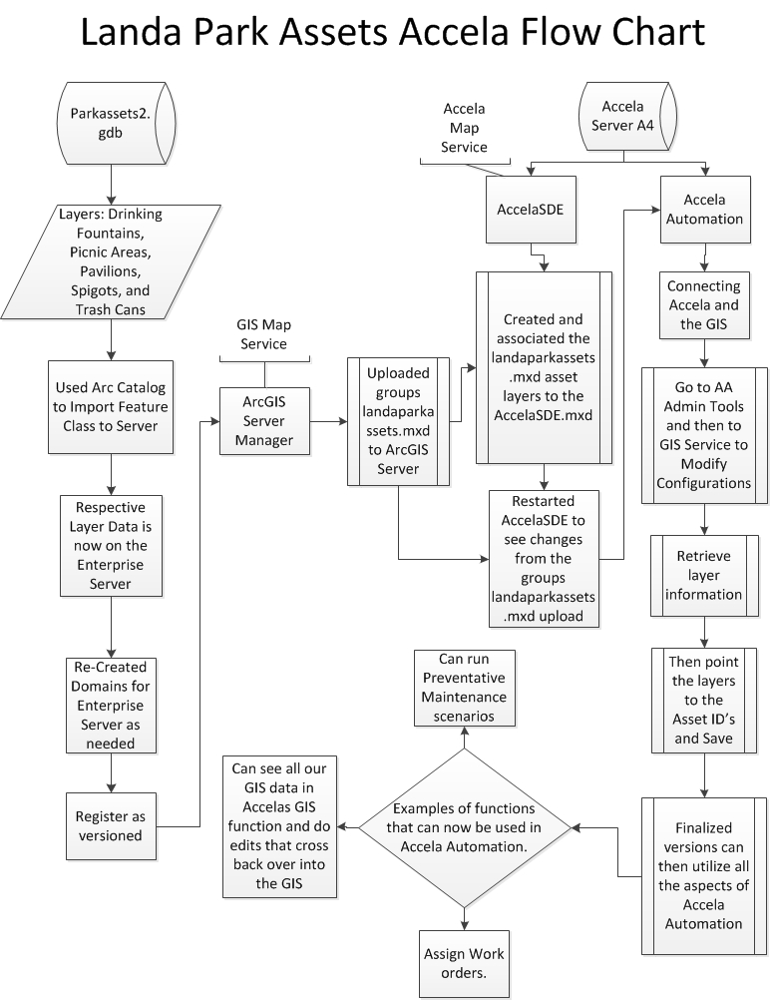 Landa Park Assets Accela Flow Chart
Parkassets2.
gdb
Layers: Drinking
Fountains,
Picnic Areas,
Pavilions,
Spigots, and
Trash Cans
Used Arc Catalog
to Import Feature
Class to Server
Respective
Layer Data is
now on the
Enterprise
Server
Re-Created
Domains for
Enterprise
Server as
needed
Register as
versioned
GIS Map
Service
ArcGIS
Server
Manager
Uploaded
groups
landaparka
ssets.mxd
to ArcGIS
Server
Accela
Map
Service
Accela
Server A4
AccelaSDE
Created and
associated the
landaparkassets
.mxd asset
layers to the
AccelaSDE.mxd
Restarted
AccelaSDE to
see changes
from the
groups
landaparkassets
.mxd upload
Accela
Automation
Connecting
Accela and
the GIS
Go to AA
Admin Tools
and then to
GIS Service to
Modify
Configurations
Retrieve
layer
information
Then point
the layers
to the
Asset ID’s
and Save
Finalized
versions can
then utilize all
the aspects of
Accela
Automation
Examples of functions
that can now be used in
Accela Automation.
Can run
Preventative
Maintenance
scenarios
Can see all our
GIS data in
Accelas GIS
function and do
edits that cross
back over into
the GIS
Assign Work
orders.